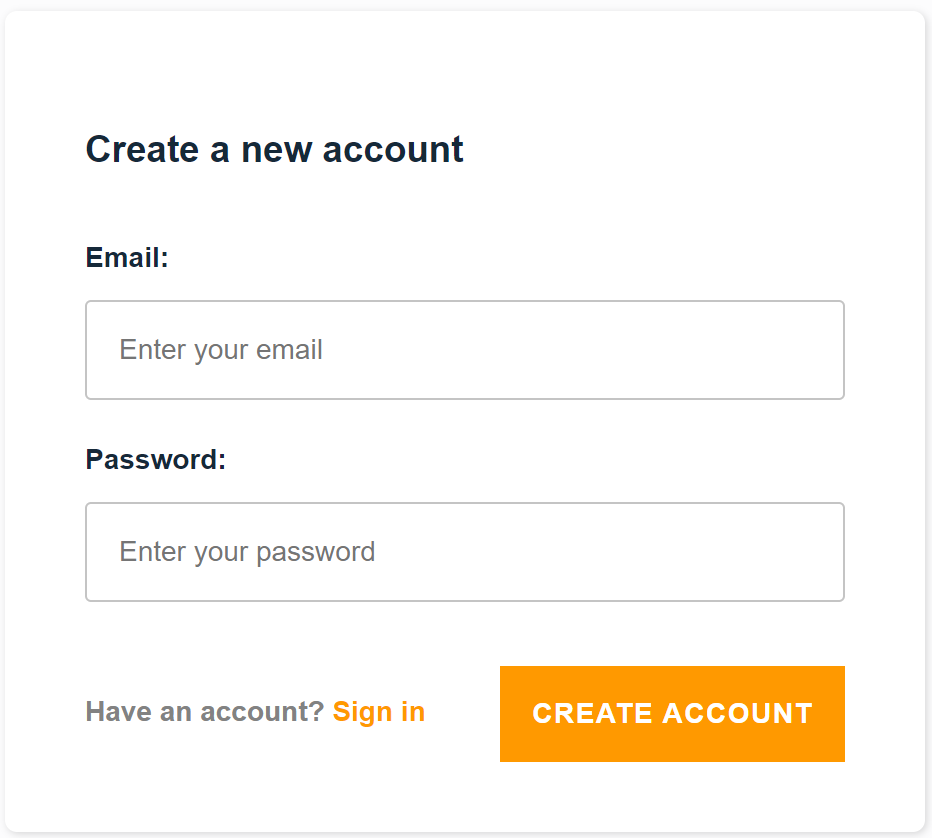 Create a new account
Email:
Enter your email
Password:
Enter your password
Have an account? Sign in
CREATE ACCOUNT